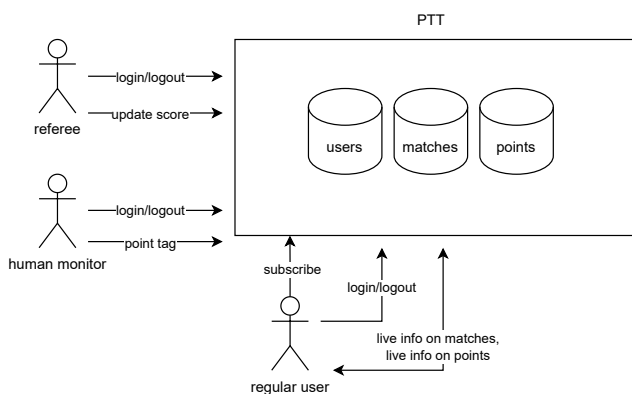 PTT
login/logout
update score
referee
users
matches
points
login/logout
point tag
human monitor
subscribe
login/logout
live info on matches,
live info on points
regular user